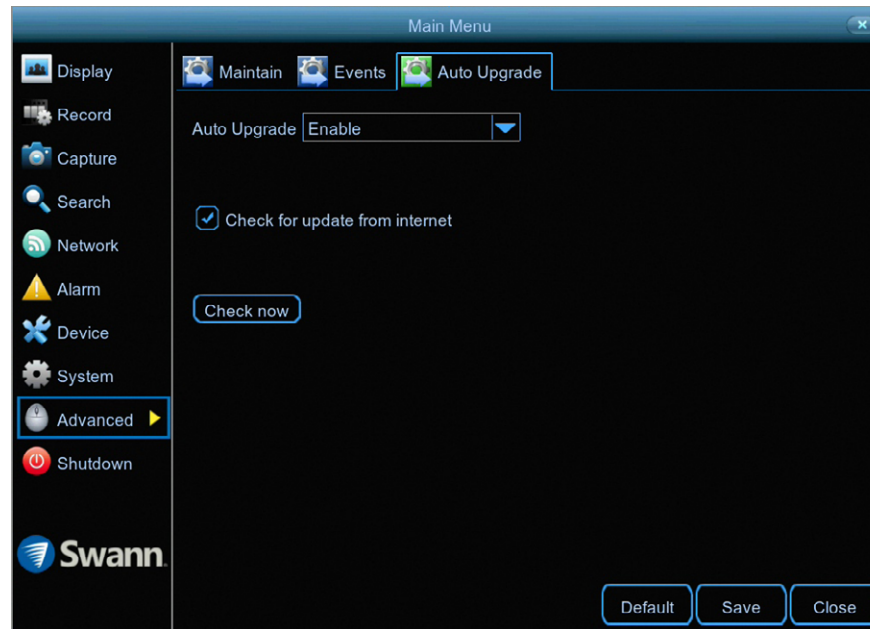 Main Menu
Display
Record
Capture
Search
Network
Alarm
Device
System
Advanced
Shutdown
Swann
Maintain Events Auto Upgrade
Auto Upgrade Enable
Check for update from internet
Check now
Default Save Close